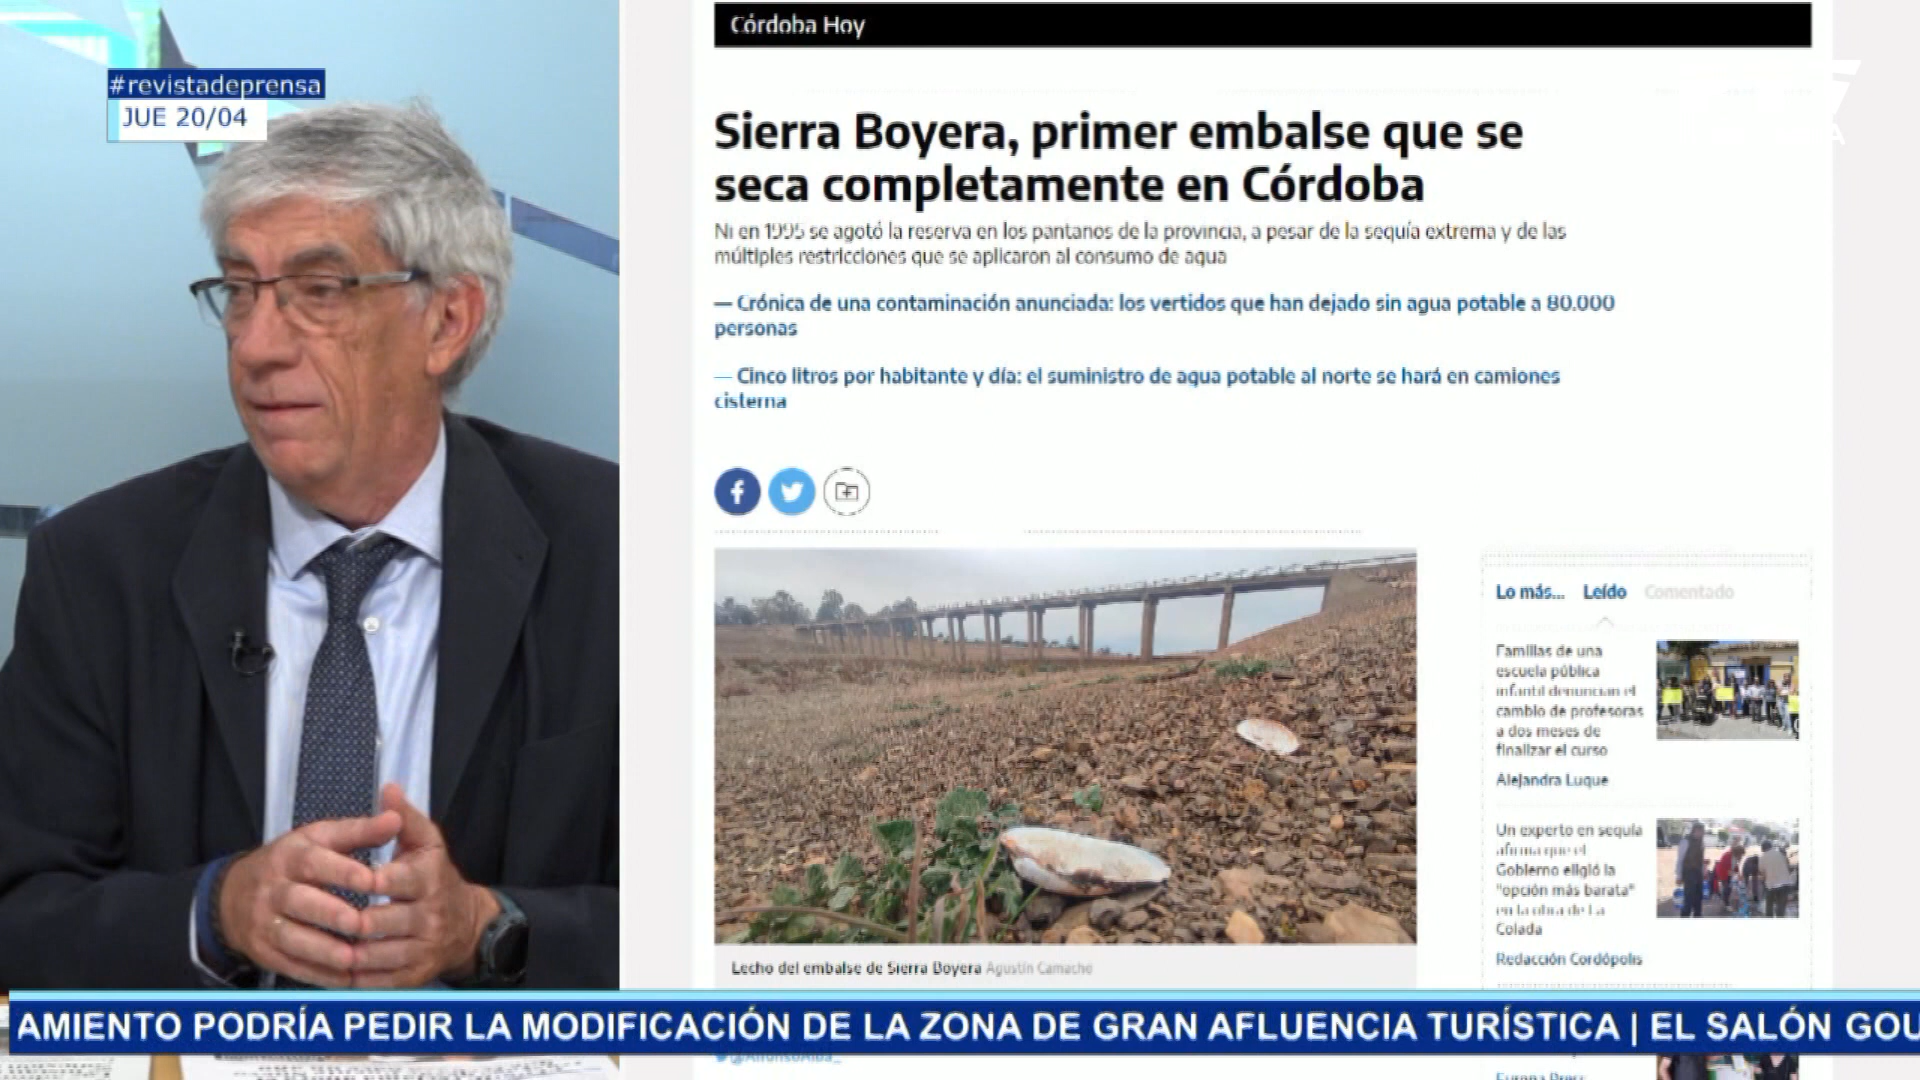 #revistadeprensa
JUE 20/04
Córdoba Hoy
Sierra Boyera, primer embalse que se
seca completamente en Córdoba
Ni en 1995 se agotó la reserva en los pantanos de la provincia, a pesar de la sequía extrema y de las
múltiples restricciones que se aplicaron al consumo de agua
— Crónica de una contaminación anunciada: los vertidos que han dejado sin agua potable a 80.000
personas
— Cinco litros por habitante y día: el suministro de agua potable al norte se hará en camiones
cisterna
Lecho del embalse de Sierra Boyera Agustín Camacho
Lo más... Leído Comentado
Familias de una
escuela pública
infantil denuncian el
cambio de profesoras
a dos meses de
finalizar el curso
Alejandra Luque
Un experto en sequía
afirma que el
Gobierno eligió la
"opción más barata"
en la obra de La
Colada
Redacción Cordópolis
AMIENTO PODRÍA PEDIR LA MODIFICACIÓN DE LA ZONA DE GRAN AFLUENCIA TURÍSTICA | EL SALÓN GOU
@AlfonsoAlba_
Europa Press